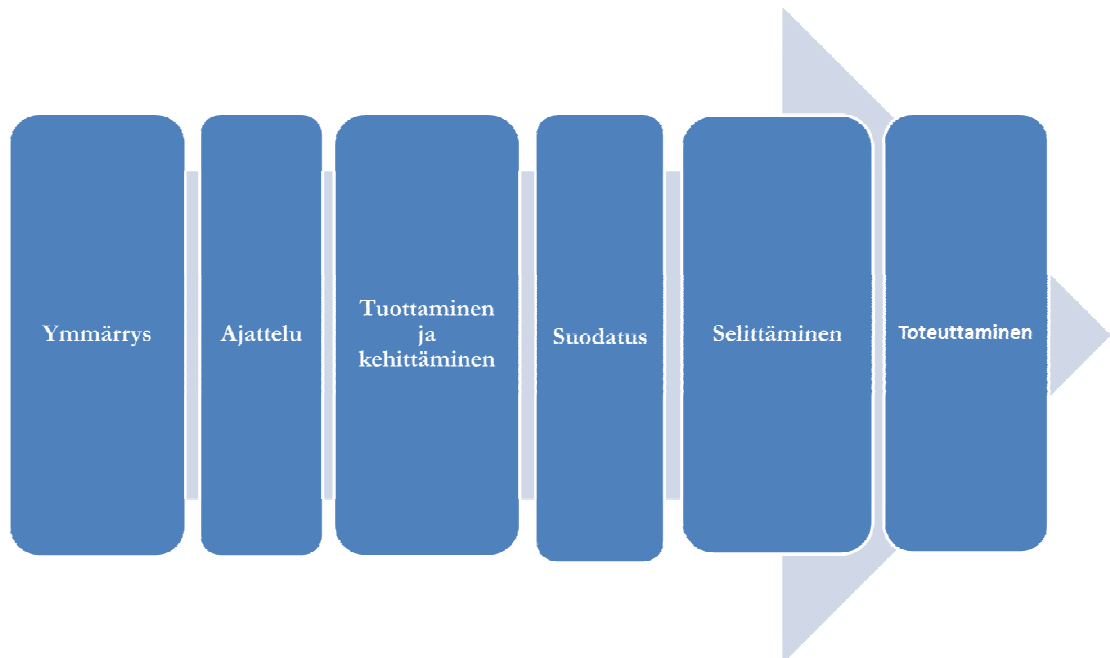 Ymmärrys
Ajattelu
Tuottaminen
ja
kehittäminen
Suodatus
Selittäminen
Toteuttaminen